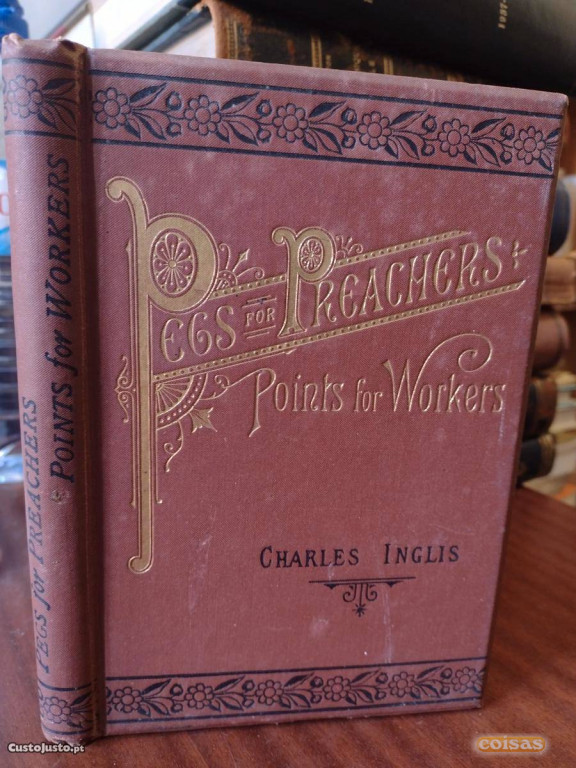 PEGS for PREACHERS
POINTS for WORKERS
PEGS FOR PREACHERS
Points for Workers
CHARLES INGLIS
CustoJusto.pt
coisas